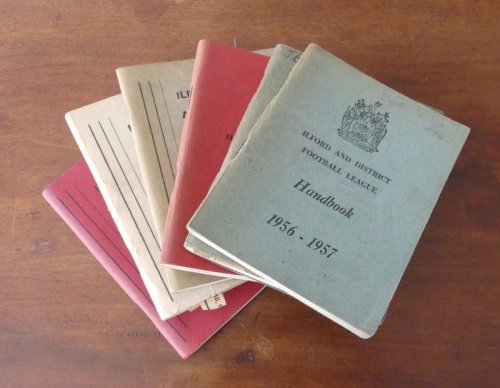 ILFORD AND DISTRICT
FOOTBALL LEAGUE
Handbook
1956 - 1957